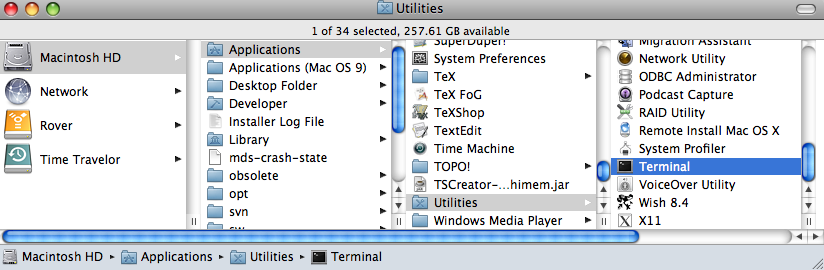 Utilities
1 of 34 selected, 257.61 GB available
Macintosh HD
Network
Rover
Time Travelor
Applications
Applications (Mac OS 9)
Desktop Folder
Developer
Installer Log File
Library
mds-crash-state
obsolete
opt
svn
sw
SuperDuper!
System Preferences
TeX
TeX FoG
TeXShop
TextEdit
Time Machine
TOPO!
TSCreator-...himem.jar
Utilities
Windows Media Player
Migration Assistant
Network Utility
ODBC Administrator
Podcast Capture
RAID Utility
Remote Install Mac OS X
System Profiler
Terminal
VoiceOver Utility
Wish 8.4
X11
Macintosh HD ▸ Applications ▸ Utilities ▸ Terminal